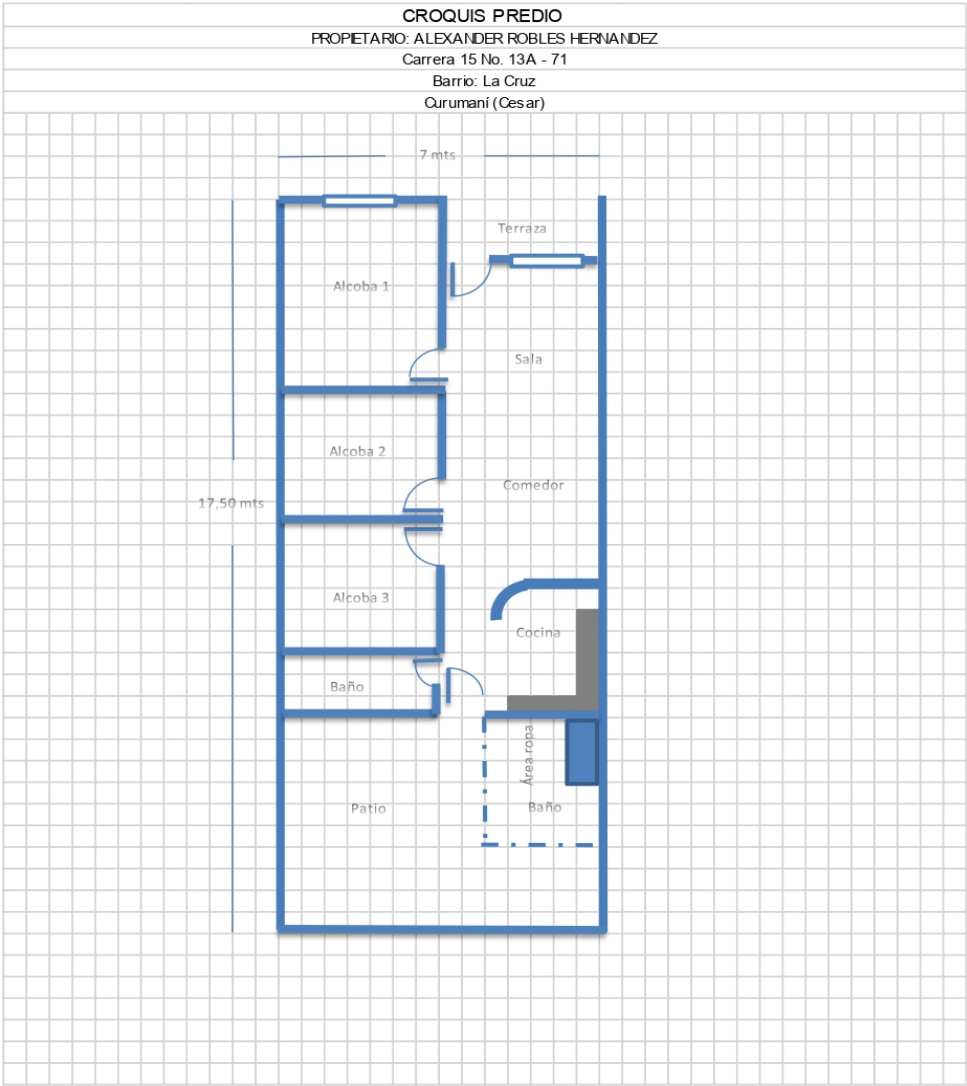 CROQUIS PREDIO
PROPIETARIO: ALEXANDER ROBLES HERNANDEZ
Carrera 15 No. 13A - 71
Barrio: La Cruz
Curumaní (Cesar)
7 mts
Terraza
Alcoba 1
Sala
Alcoba 2
Comedor
17,50 mts
Alcoba 3
Cocina
Baño
Área ropa
Patio
Baño